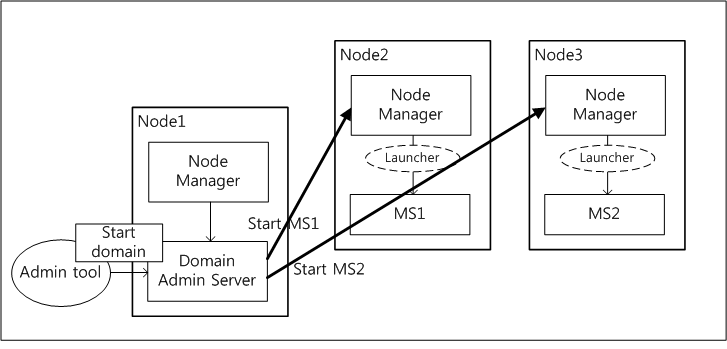 Node1
Node
Manager
Start
domain
Admin tool
Domain
Admin Server
Start MS1
Start MS2
Node2
Node
Manager
Launcher
MS1
Node3
Node
Manager
Launcher
MS2